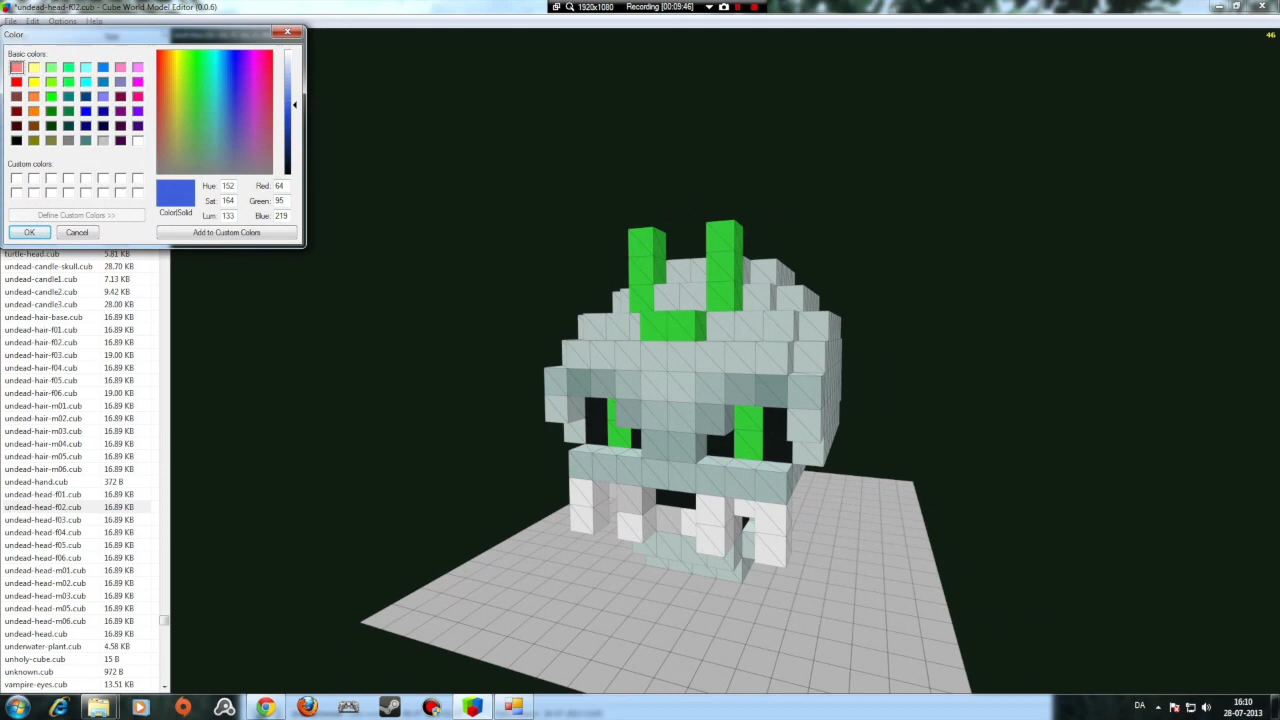 *undead-head-f02.cub - Cube World Model Editor (0.0.6)
1920x1080 Recording [00:09:46]
File Edit Options Help
46
Color
Basic colors:
Custom colors:
Hue: 152 Red: 64
Sat: 164 Green: 95
Color|Solid Lum: 133 Blue: 219
Define Custom Colors >>
OK Cancel Add to Custom Colors
turtle-head.cub 5.81 KB
undead-candle-skull.cub 28.70 KB
undead-candle1.cub 7.13 KB
undead-candle2.cub 9.42 KB
undead-candle3.cub 28.00 KB
undead-hair-base.cub 16.89 KB
undead-hair-f01.cub 16.89 KB
undead-hair-f02.cub 16.89 KB
undead-hair-f03.cub 19.00 KB
undead-hair-f04.cub 16.89 KB
undead-hair-f05.cub 16.89 KB
undead-hair-f06.cub 19.00 KB
undead-hair-m01.cub 16.89 KB
undead-hair-m02.cub 16.89 KB
undead-hair-m03.cub 16.89 KB
undead-hair-m04.cub 16.89 KB
undead-hair-m05.cub 16.89 KB
undead-hair-m06.cub 16.89 KB
undead-hand.cub 372 B
undead-head-f01.cub 16.89 KB
undead-head-f02.cub 16.89 KB
undead-head-f03.cub 16.89 KB
undead-head-f04.cub 16.89 KB
undead-head-f05.cub 16.89 KB
undead-head-f06.cub 16.89 KB
undead-head-m01.cub 16.89 KB
undead-head-m02.cub 16.89 KB
undead-head-m03.cub 16.89 KB
undead-head-m05.cub 16.89 KB
undead-head-m06.cub 16.89 KB
undead-head.cub 16.89 KB
underwater-plant.cub 4.58 KB
unholy-cube.cub 15 B
unknown.cub 972 B
vampire-eyes.cub 13.51 KB
DA
16:10
28-07-2013